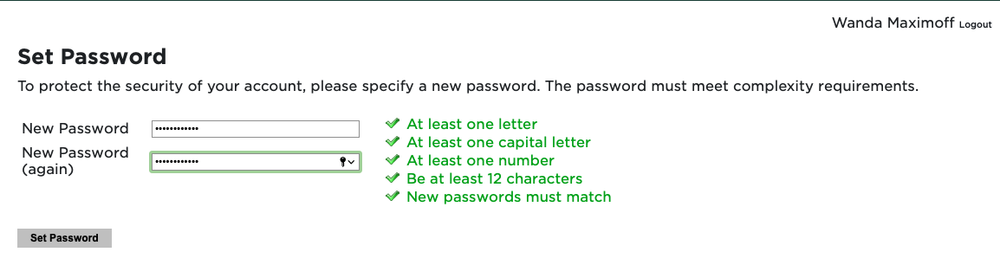 Wanda Maximoff Logout
Set Password
To protect the security of your account, please specify a new password. The password must meet complexity requirements.
New Password ••••••••••••
New Password
(again) ••••••••••••
At least one letter
At least one capital letter
At least one number
Be at least 12 characters
New passwords must match
Set Password